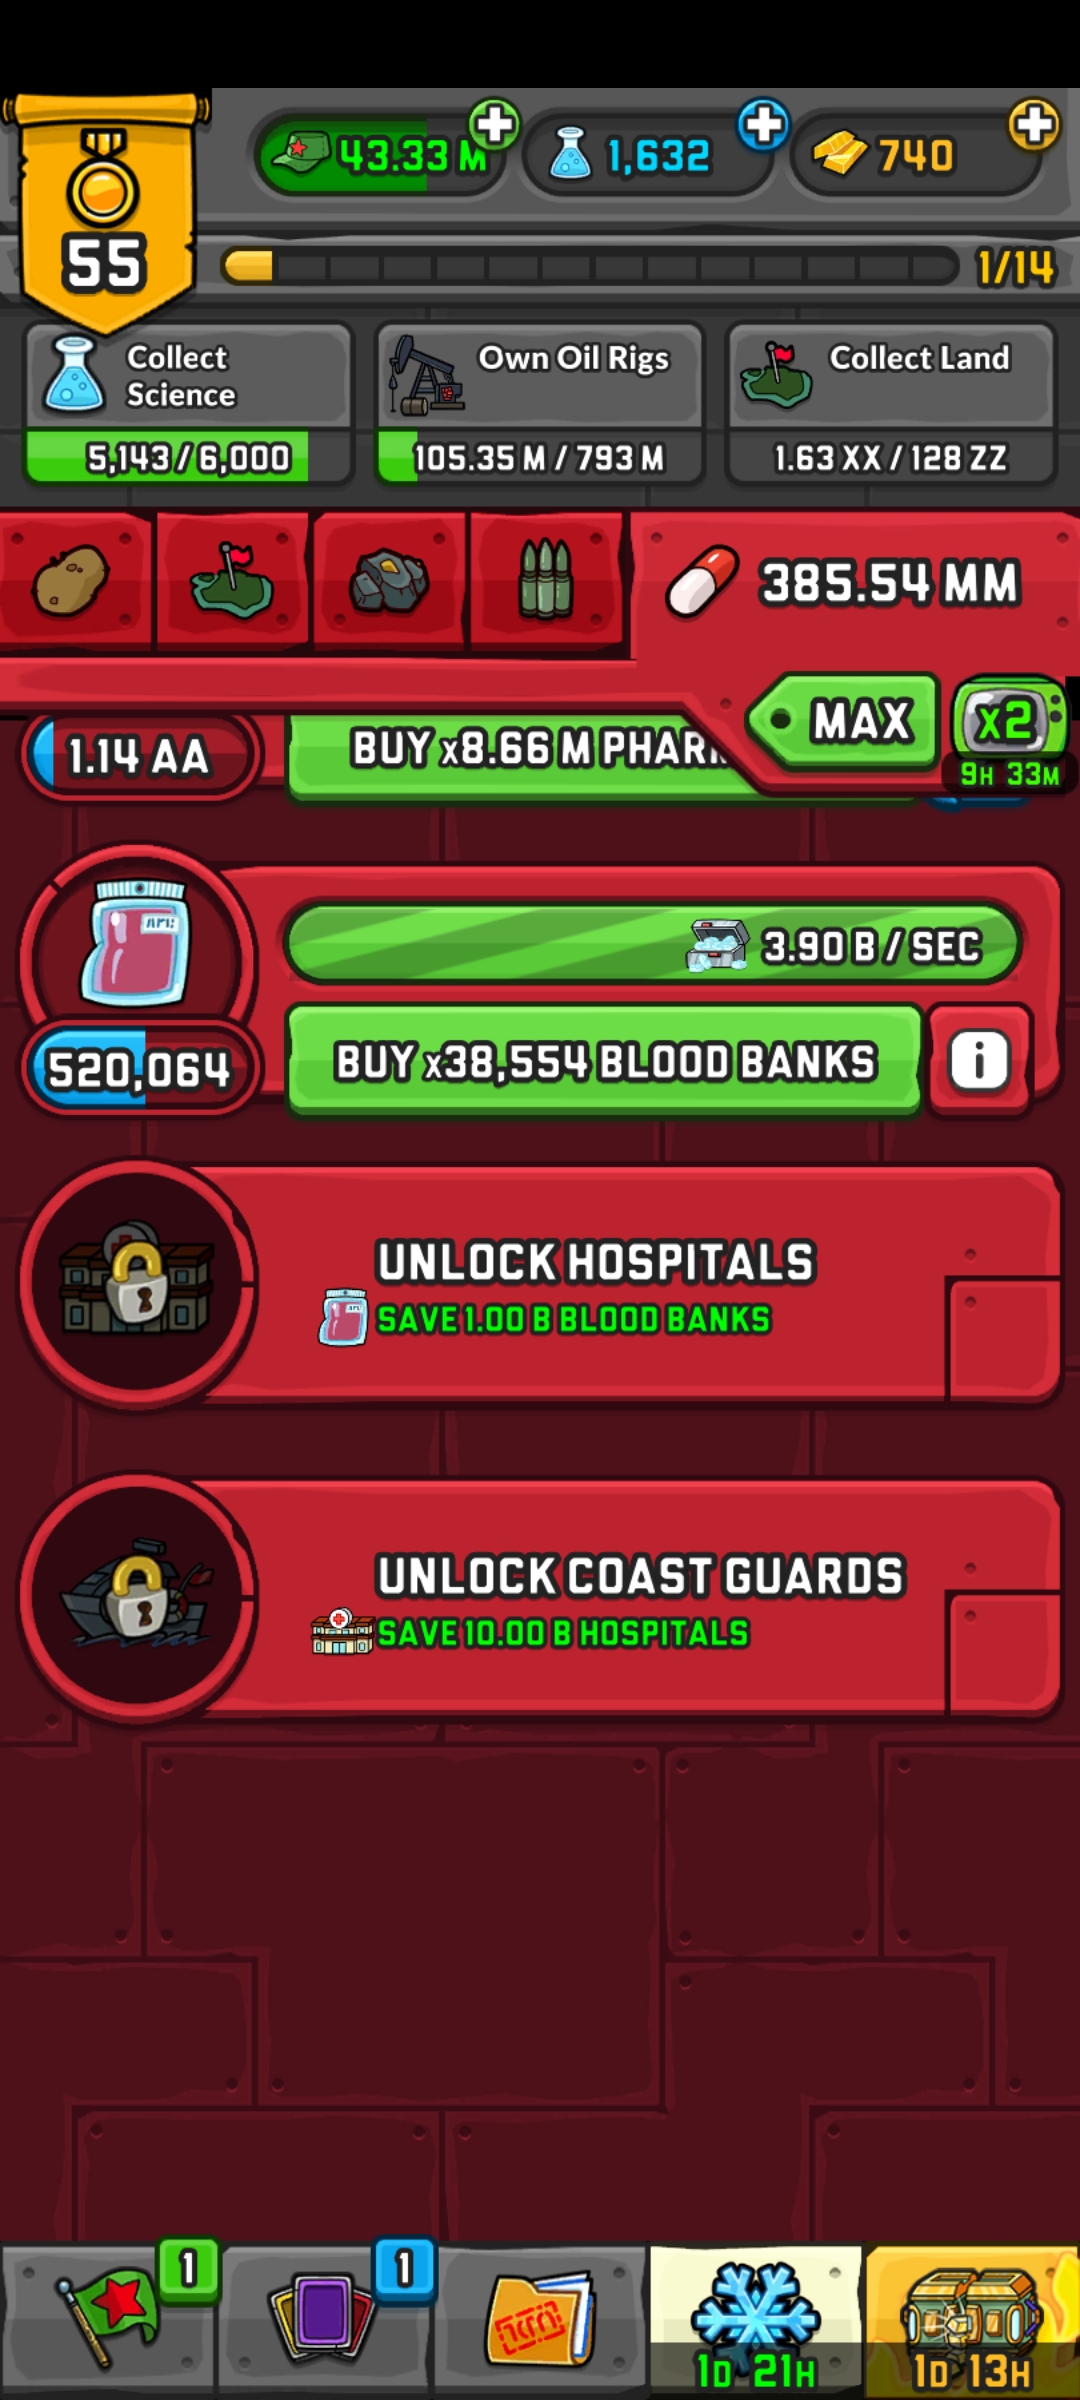 43.33 M
1,632
740
55
1/14
Collect
Science
Own Oil Rigs
Collect Land
5,143 / 6,000
105.35 M / 793 M
1.63 XX / 128 ZZ
385.54 MM
MAX
x2
9H 33M
1.14 AA
BUY x8.66 M PHARM
3.90 B / SEC
520,064
BUY x38,554 BLOOD BANKS
i
UNLOCK HOSPITALS
SAVE 1.00 B BLOOD BANKS
UNLOCK COAST GUARDS
SAVE 10.00 B HOSPITALS
1
1
1D 21H
1D 13H